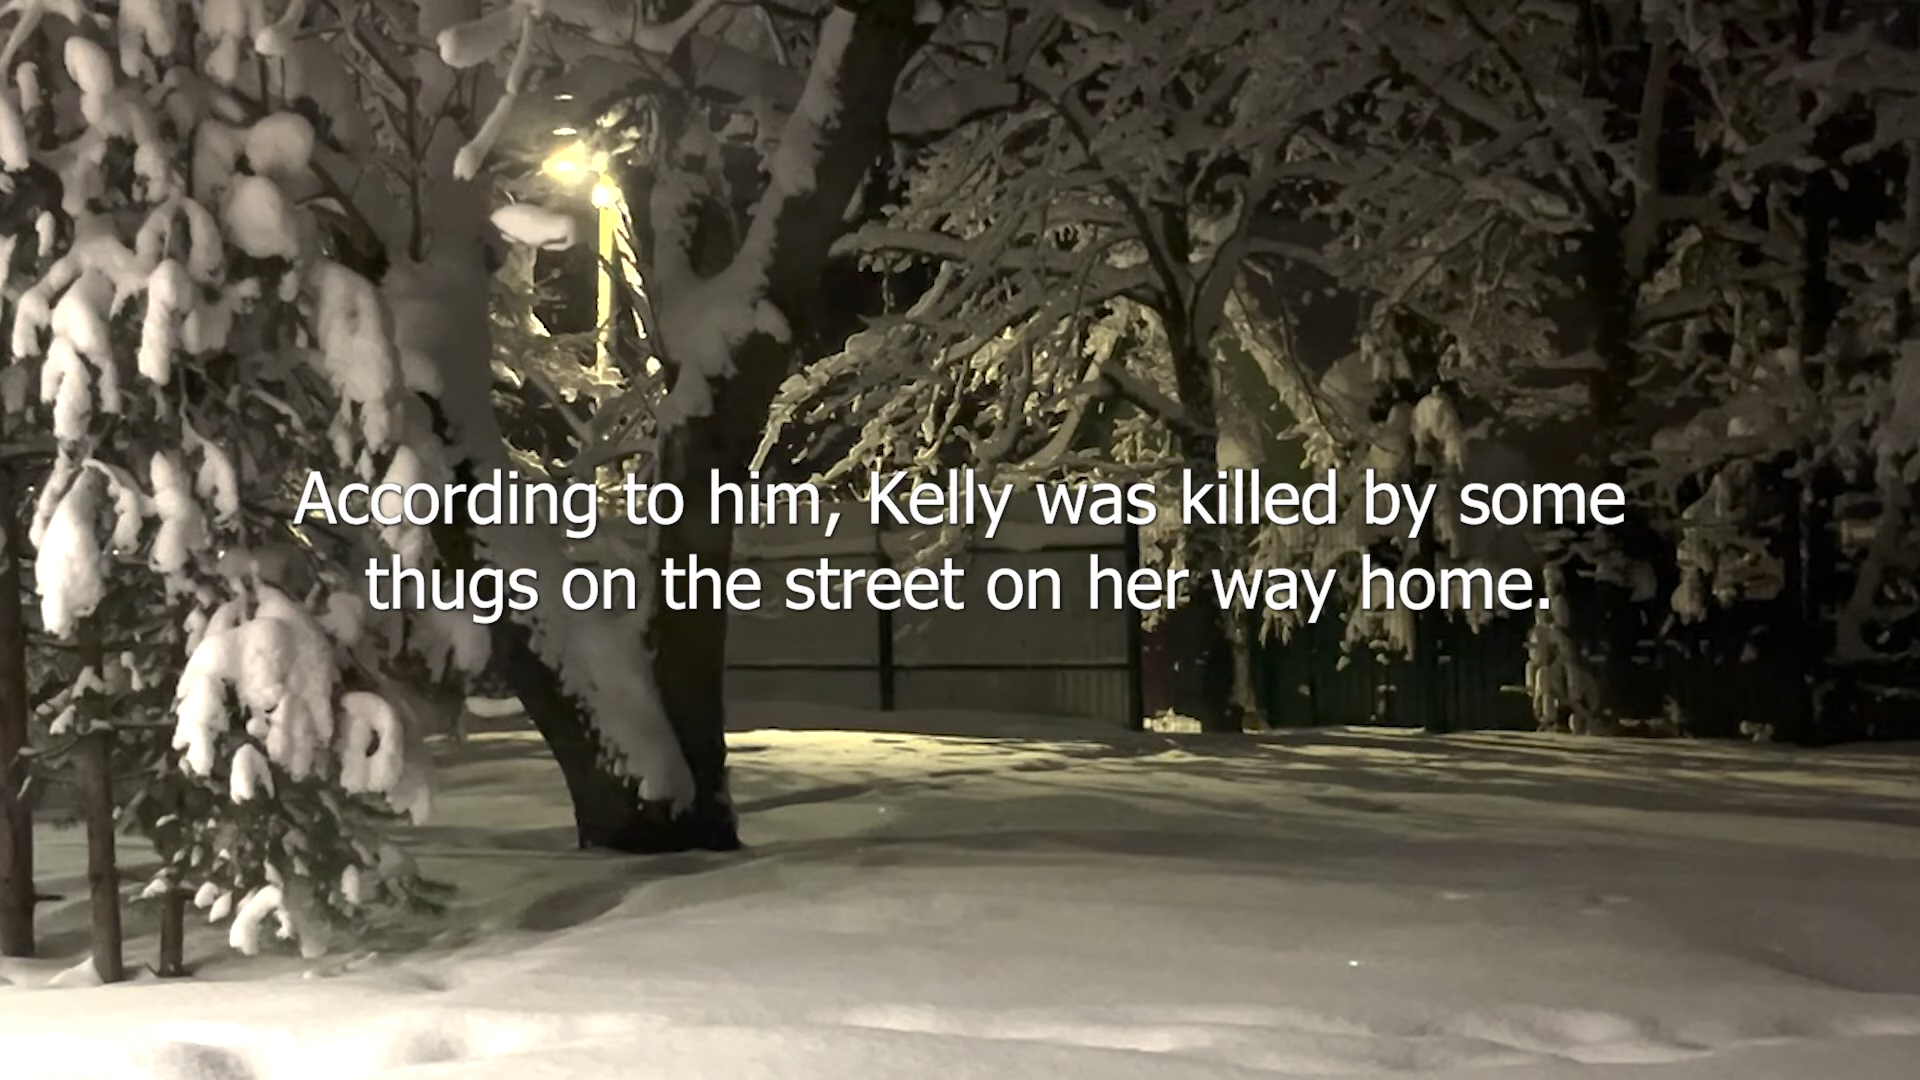 According to him, Kelly was killed by some
thugs on the street on her way home.